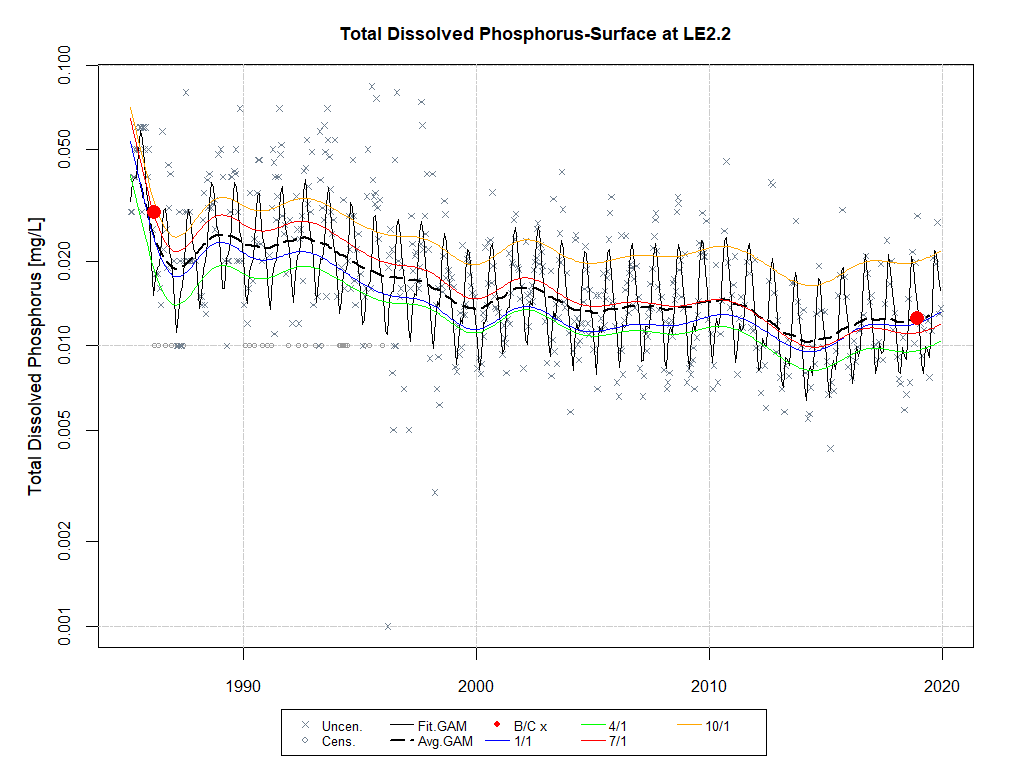 Total Dissolved Phosphorus-Surface at LE2.2
Total Dissolved Phosphorus [mg/L]
0.100
0.050
0.020
0.010
0.005
0.002
0.001
1990 2000 2010 2020
Uncen. Fit.GAM B/C x 4/1 10/1
Cens. Avg.GAM 1/1 7/1